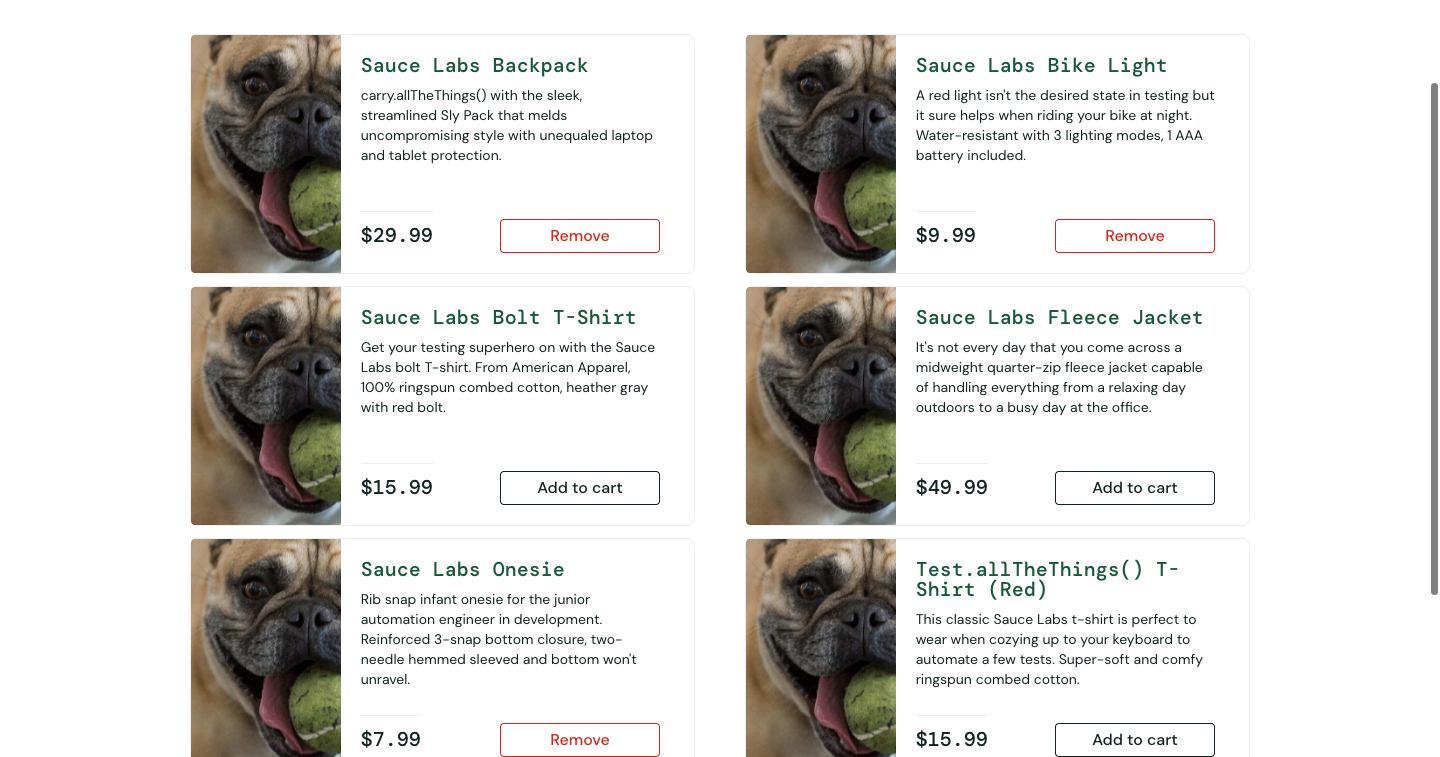 Sauce Labs Backpack
carry.allTheThings() with the sleek,
streamlined Sly Pack that melds
uncompromising style with unequaled laptop
and tablet protection.
$29.99
Remove
Sauce Labs Bike Light
A red light isn't the desired state in testing but
it sure helps when riding your bike at night.
Water-resistant with 3 lighting modes, 1 AAA
battery included.
$9.99
Remove
Sauce Labs Bolt T-Shirt
Get your testing superhero on with the Sauce
Labs bolt T-shirt. From American Apparel,
100% ringspun combed cotton, heather gray
with red bolt.
$15.99
Add to cart
Sauce Labs Fleece Jacket
It's not every day that you come across a
midweight quarter-zip fleece jacket capable
of handling everything from a relaxing day
outdoors to a busy day at the office.
$49.99
Add to cart
Sauce Labs Onesie
Rib snap infant onesie for the junior
automation engineer in development.
Reinforced 3-snap bottom closure, two-
needle hemmed sleeved and bottom won't
unravel.
$7.99
Remove
Test.allTheThings() T-
Shirt (Red)
This classic Sauce Labs t-shirt is perfect to
wear when cozying up to your keyboard to
automate a few tests. Super-soft and comfy
ringspun combed cotton.
$15.99
Add to cart